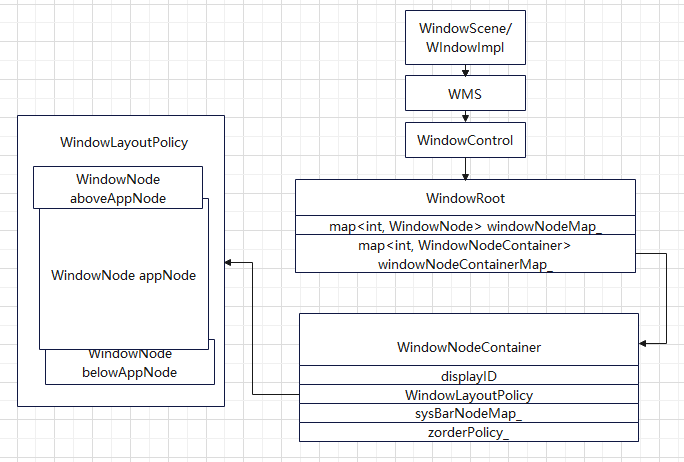 WindowScene/
WIndowImpl
WMS
WindowControl
WindowRoot
map<int, WindowNode> windowNodeMap_
map<int, WindowNodeContainer>
windowNodeContainerMap_
WindowLayoutPolicy
WindowNode
aboveAppNode
WindowNode appNode
WindowNode
belowAppNode
WindowNodeContainer
displayID
WindowLayoutPolicy
sysBarNodeMap_
zorderPolicy_